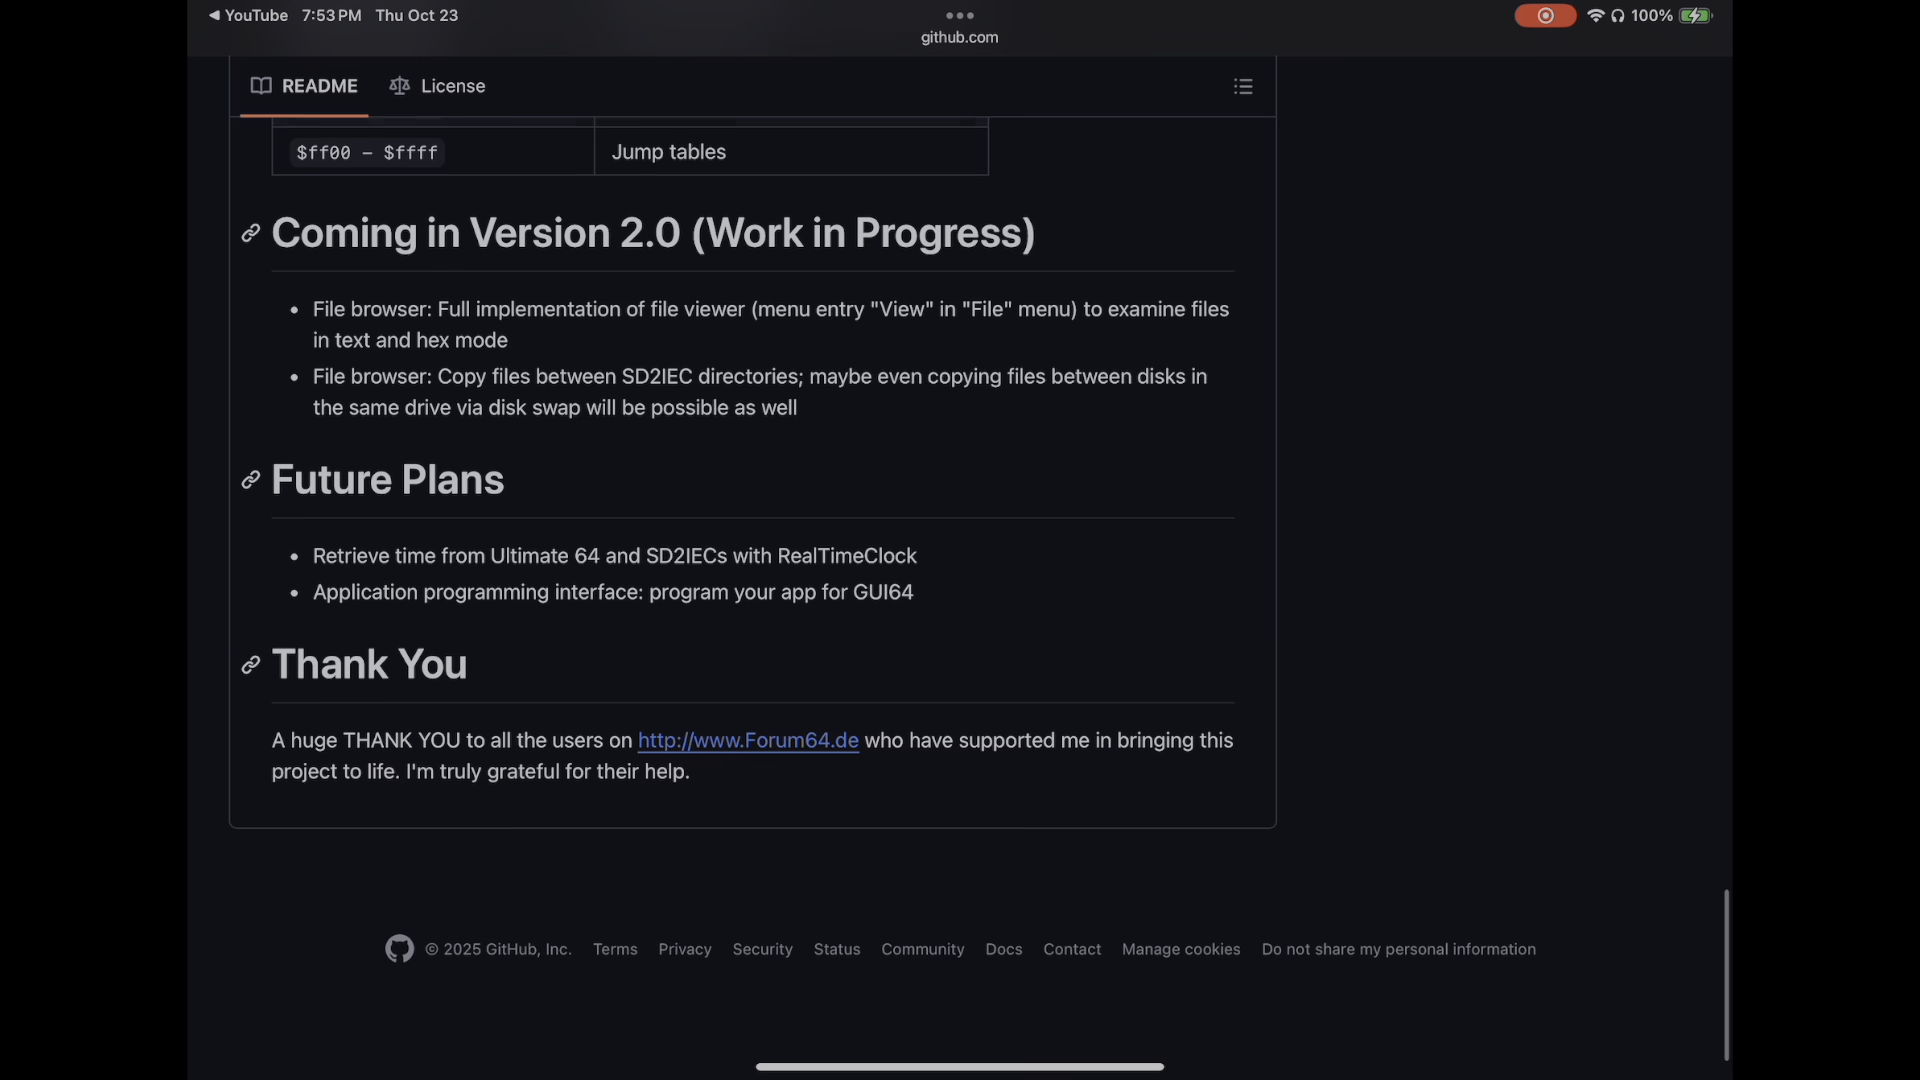 ◀ YouTube 7:53 PM Thu Oct 23
100%
github.com
README License
$ff00 – $ffff Jump tables
Coming in Version 2.0 (Work in Progress)
• File browser: Full implementation of file viewer (menu entry "View" in "File" menu) to examine files
in text and hex mode
• File browser: Copy files between SD2IEC directories; maybe even copying files between disks in
the same drive via disk swap will be possible as well
Future Plans
• Retrieve time from Ultimate 64 and SD2IECs with RealTimeClock
• Application programming interface: program your app for GUI64
Thank You
A huge THANK YOU to all the users on http://www.Forum64.de who have supported me in bringing this
project to life. I'm truly grateful for their help.
© 2025 GitHub, Inc. Terms Privacy Security Status Community Docs Contact Manage cookies Do not share my personal information